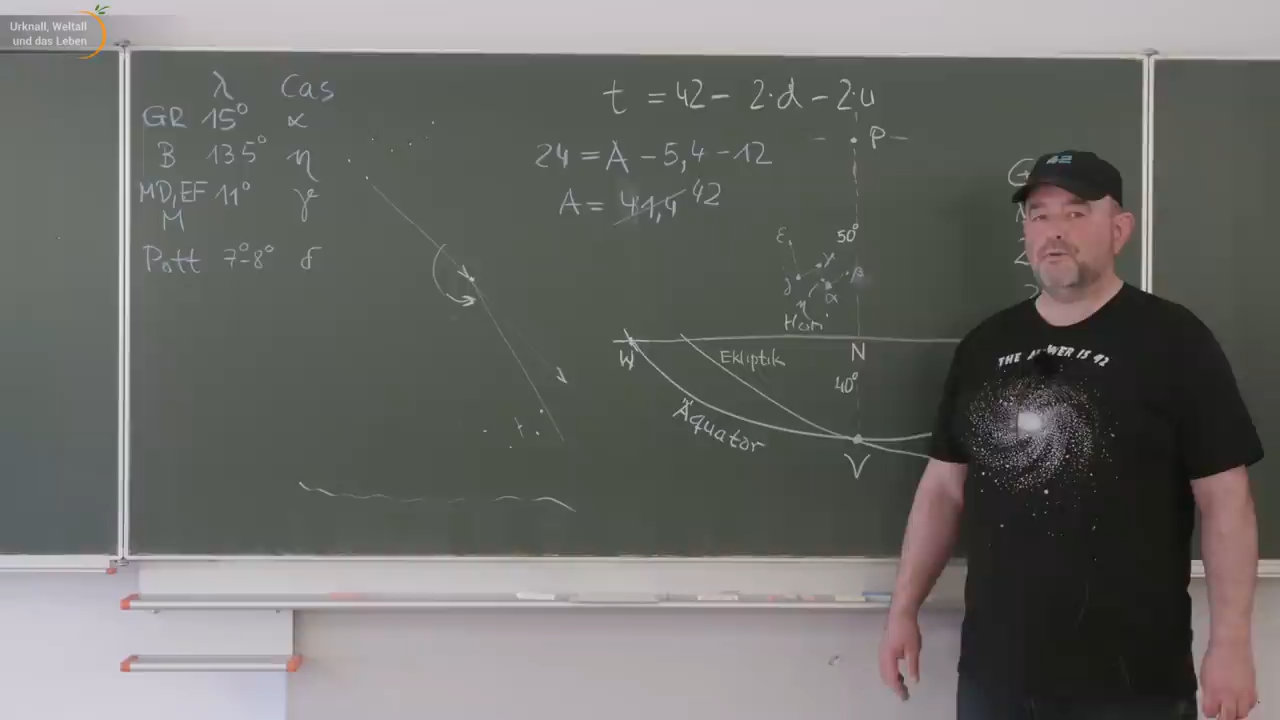 Urknall, Weltall
und das Leben
λ Cas
GR 15° α
B 13,5° η
MD, EF 11° γ
M
Pott 7°-8° δ
t = 42 - 2·d - 2·u
24 = A - 5,4 - 12
A = 41,4 42
P
50°
ε
γ
β
δ
α
η
W
Ekliptik
N
40°
Äquator
V
42
THE ANSWER IS 42